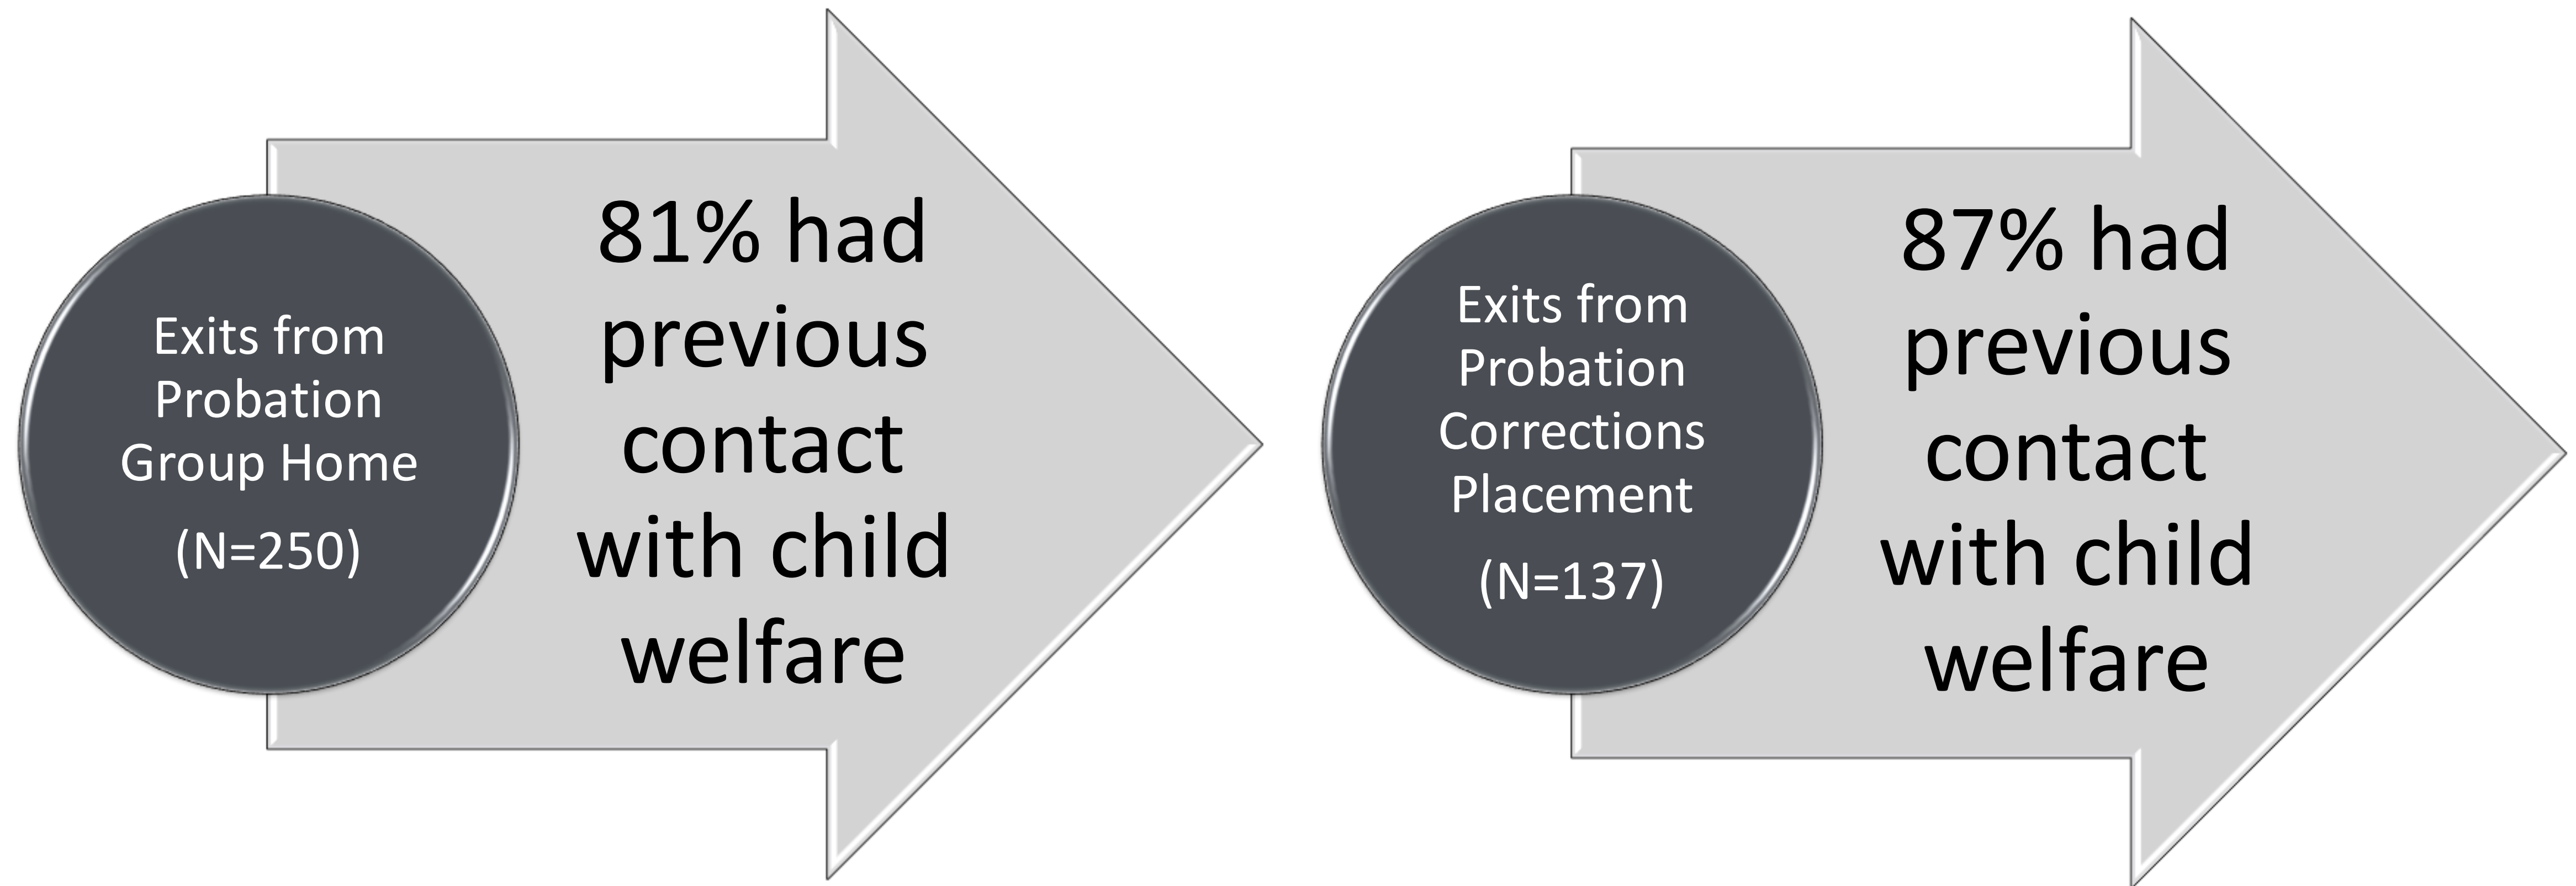 Exits from
Probation
Group Home
(N=250)
81% had
previous
contact
with child
welfare
Exits from
Probation
Corrections
Placement
(N=137)
87% had
previous
contact
with child
welfare